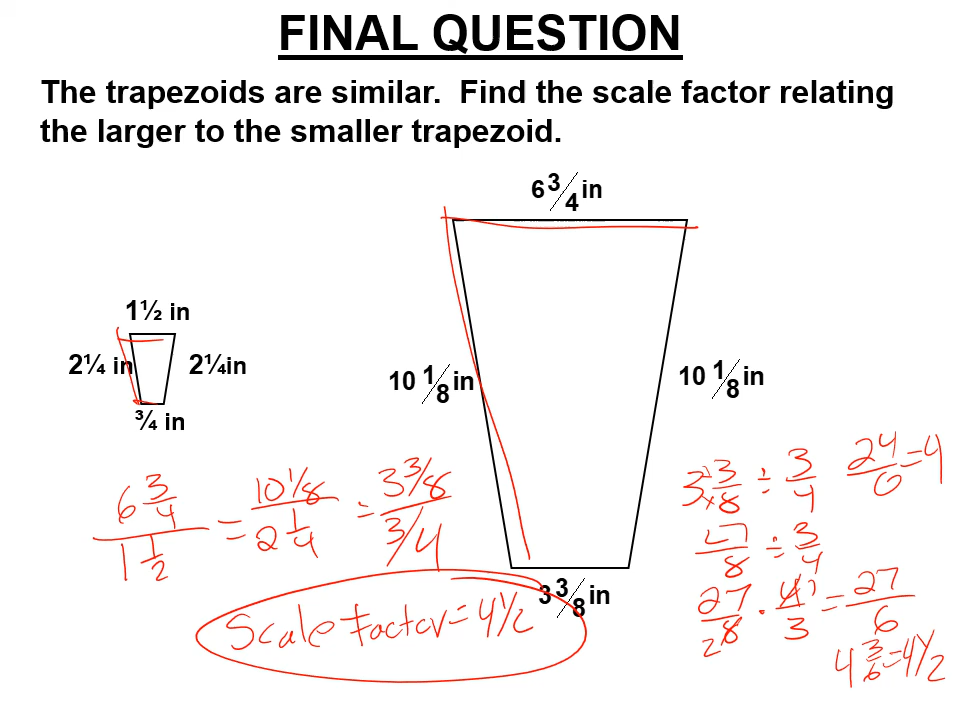 FINAL QUESTION
The trapezoids are similar. Find the scale factor relating
the larger to the smaller trapezoid.
6 3/4 in
1½ in
2¼ in
2¼in
¾ in
10 1/8 in
10 1/8 in
3 3/8 in
6 3/4 / 1 1/2 = 10 1/8 / 2 1/4 = 3 3/8 / 3/4
Scale Factor = 4 1/2
3 3/8 ÷ 3/4
27/8 ÷ 3/4
27/8 · 4/3 = 27/6
4 3/6 = 4 1/2
24/6 = 4